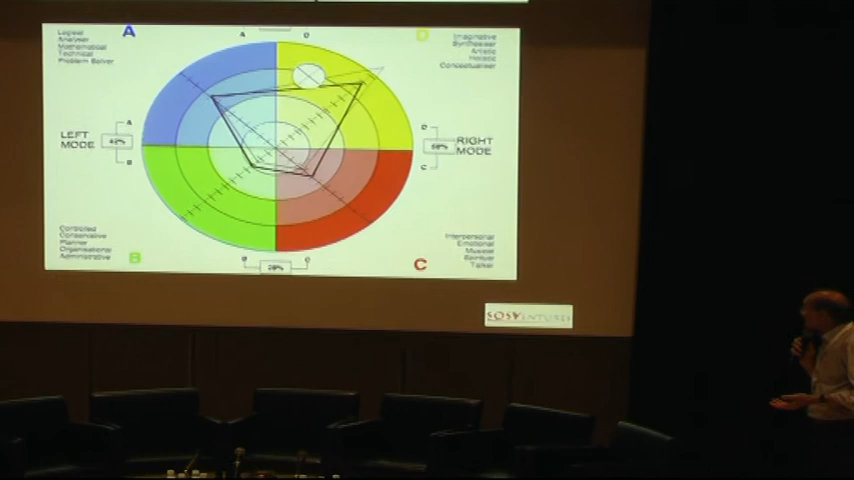 Logical
Analyser
Mathematical
Technical
Problem Solver
A
A
D
D
Imaginative
Synthesiser
Artistic
Holistic
Conceptualiser
LEFT
MODE
A
B
D
C
RIGHT
MODE
Controlled
Conservative
Planner
Organisational
Administrative
B
B
C
C
Interpersonal
Emotional
Musical
Spiritual
Talker
SOSVENTURES